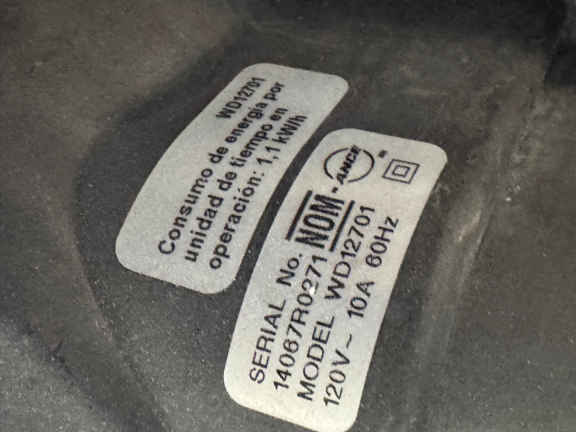 WD12701
Consumo de energía por
unidad de tiempo en
operación: 1,1 kWh
NOM-ANCE
SERIAL No.
14067R0271
MODEL WD12701
120V~ 10A 60Hz